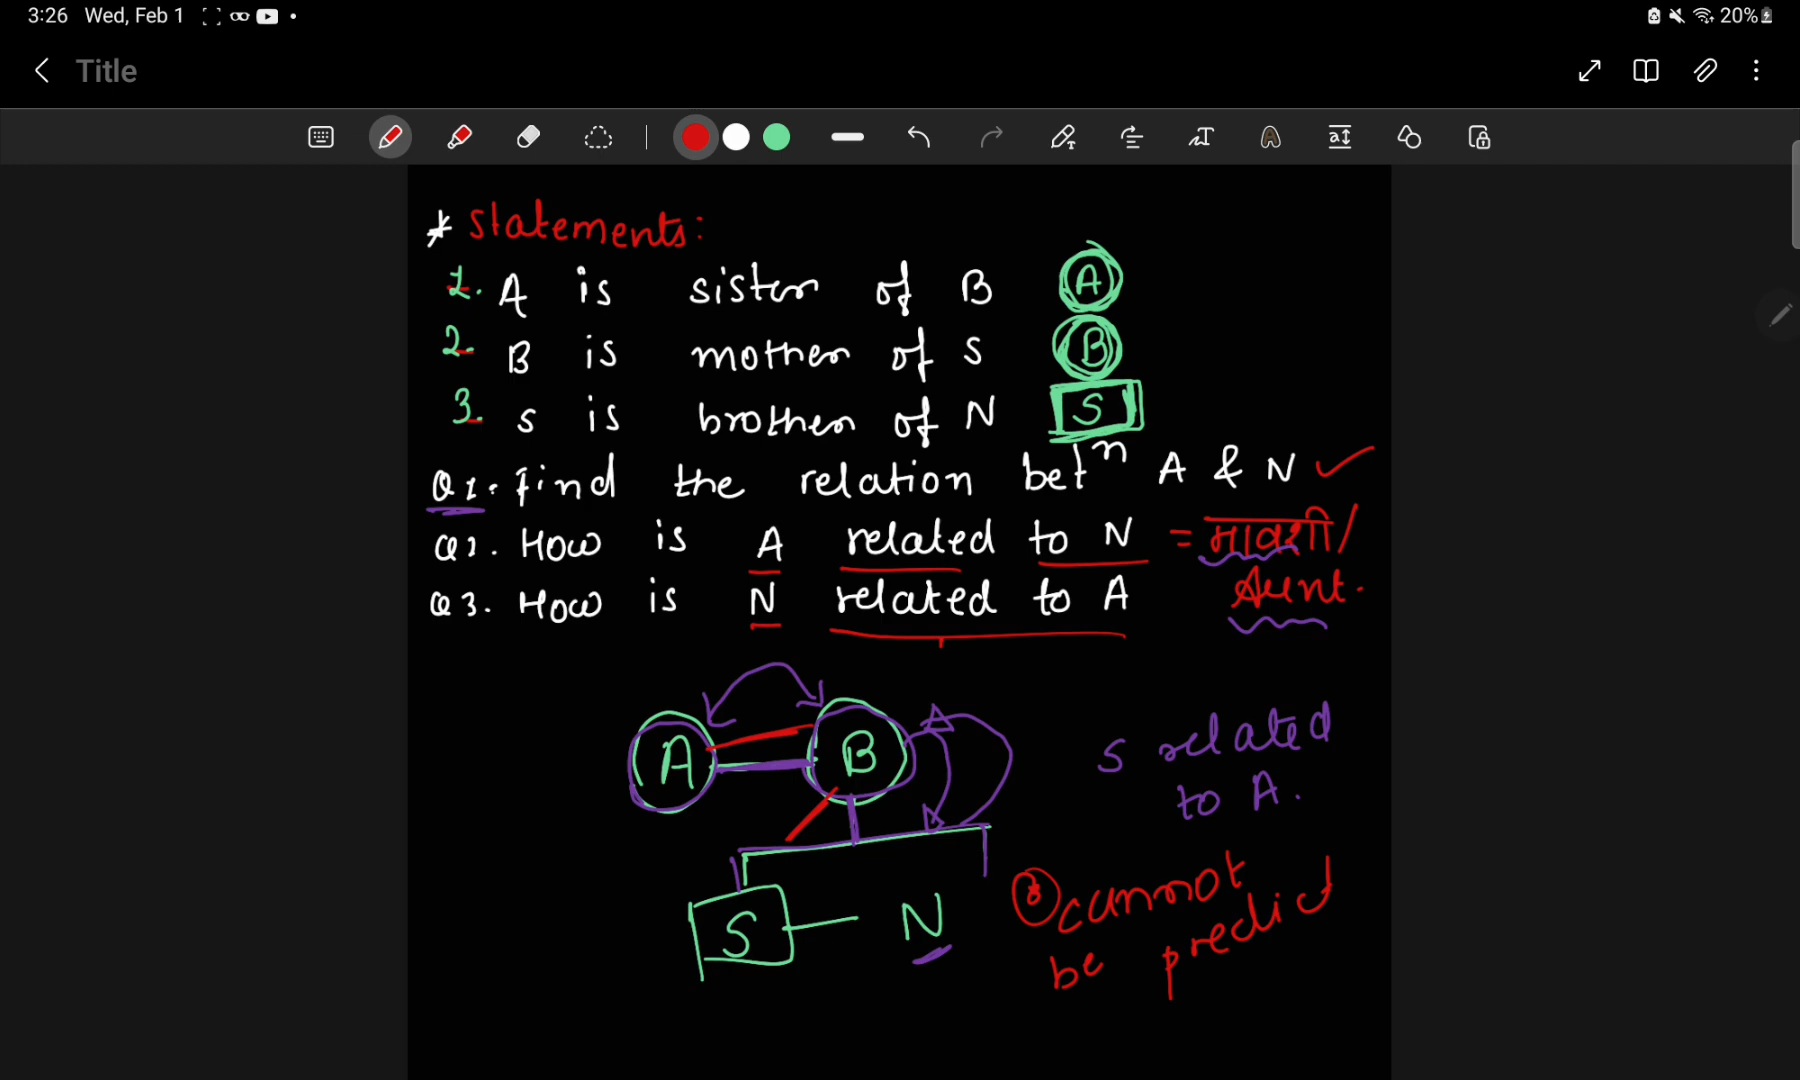 3:26 Wed, Feb 1 20%
Title
* Statements:
1. A is sister of B A
2. B is mother of S B
3. S is brother of N S
Q1. find the relation betn A & N ✓
Q2. How is A related to N = मावशी/
Aunt.
Q3. How is N related to A
A B
S related
to A.
S N
cannot
be predict